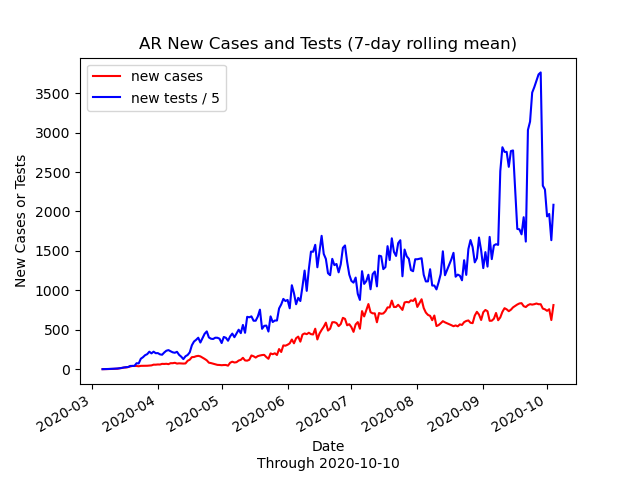 AR New Cases and Tests (7-day rolling mean)
new cases
new tests / 5
New Cases or Tests
3500
3000
2500
2000
1500
1000
500
0
2020-03
2020-04
2020-05
2020-06
2020-07
2020-08
2020-09
2020-10
Date
Through 2020-10-10